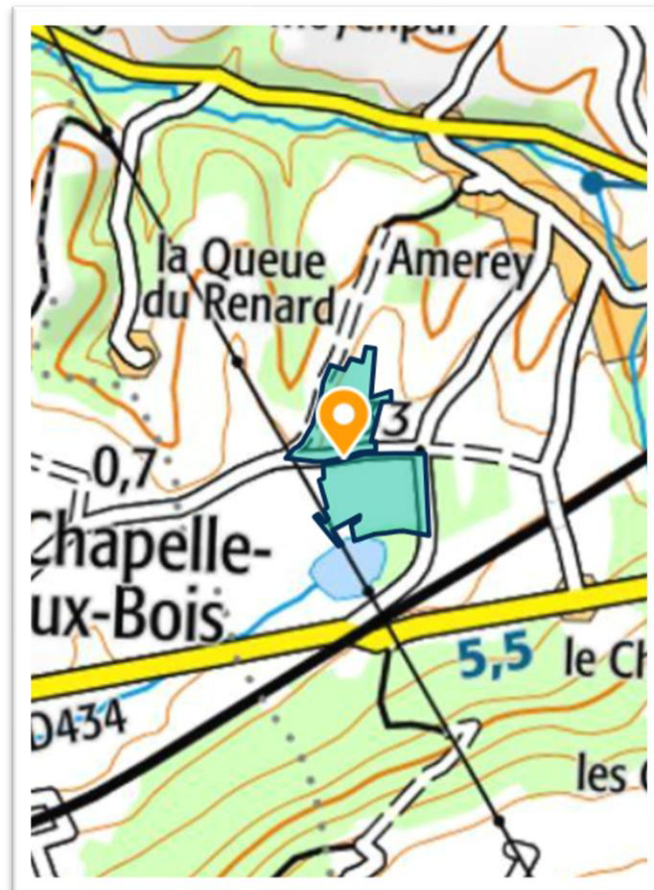 la Queue
du Renard
Amerey
3
0,7
Chapelle-
ux-Bois
5,5
le Ch
D434
les